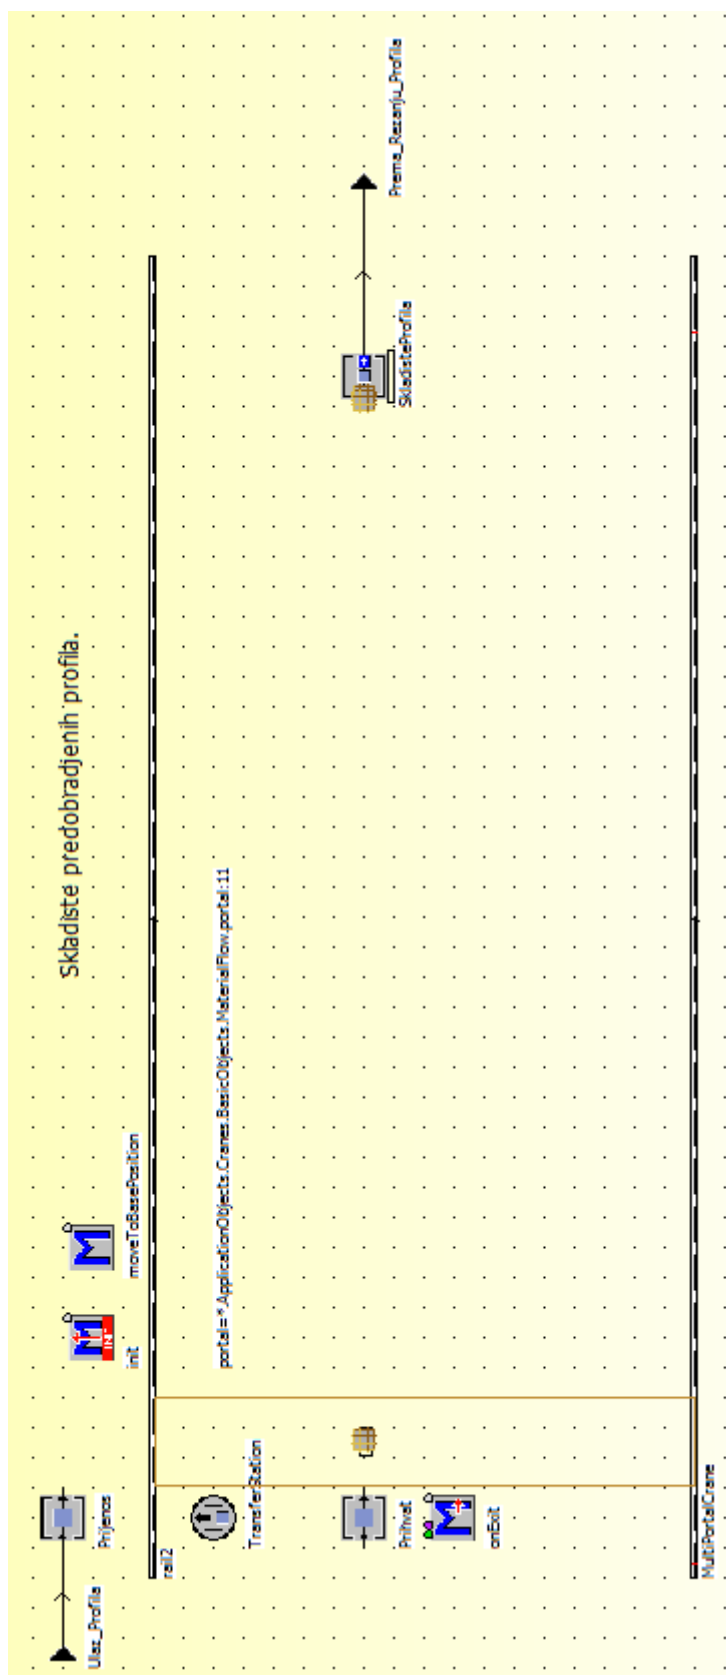 Skladiste predobradjenih profila.
Ulaz_Profila
Prijenos
init
moveToBasePosition
rail2
TransferStation
portal=*.ApplicationObjects.Cranes.BasicObjects.MaterialFlow.portal:11
Prihvat
SkladisteProfila
Prema_Rezanju_Profila
onExit
MultiPortalCrane